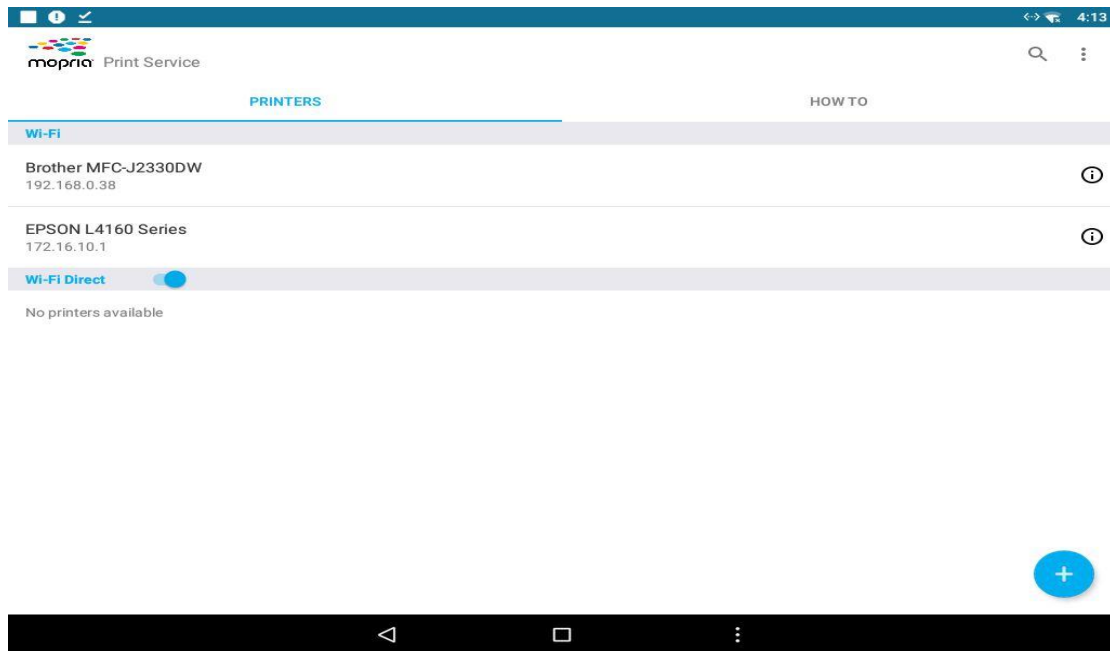 4:13
mopria Print Service
PRINTERS HOW TO
Wi-Fi
Brother MFC-J2330DW
192.168.0.38
EPSON L4160 Series
172.16.10.1
Wi-Fi Direct
No printers available